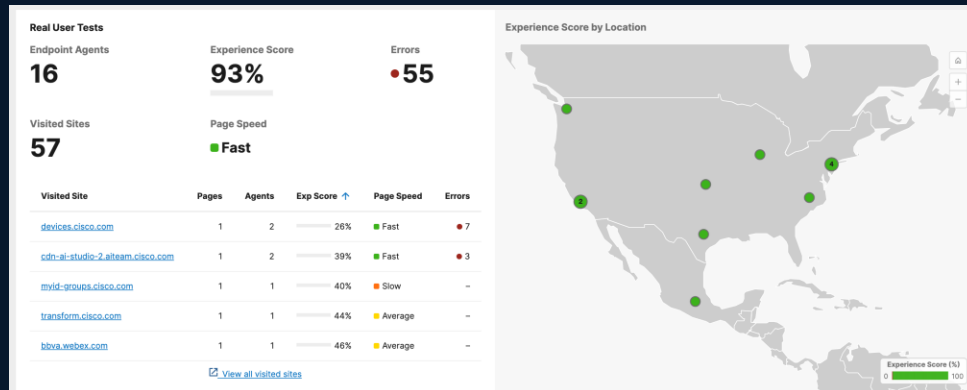 Real User Tests
Endpoint Agents
Experience Score
Errors
16
93%
55
Visited Sites
Page Speed
57
Fast
Visited Site Pages Agents Exp Score ↑ Page Speed Errors
devices.cisco.com 1 2 26% Fast 7
cdn-ai-studio-2.aiteam.cisco.com 1 2 39% Fast 3
myid-groups.cisco.com 1 1 40% Slow –
transform.cisco.com 1 1 44% Average –
bbva.webex.com 1 1 46% Average –
View all visited sites
Experience Score by Location
+
−
4
2
Experience Score (%)
0 100